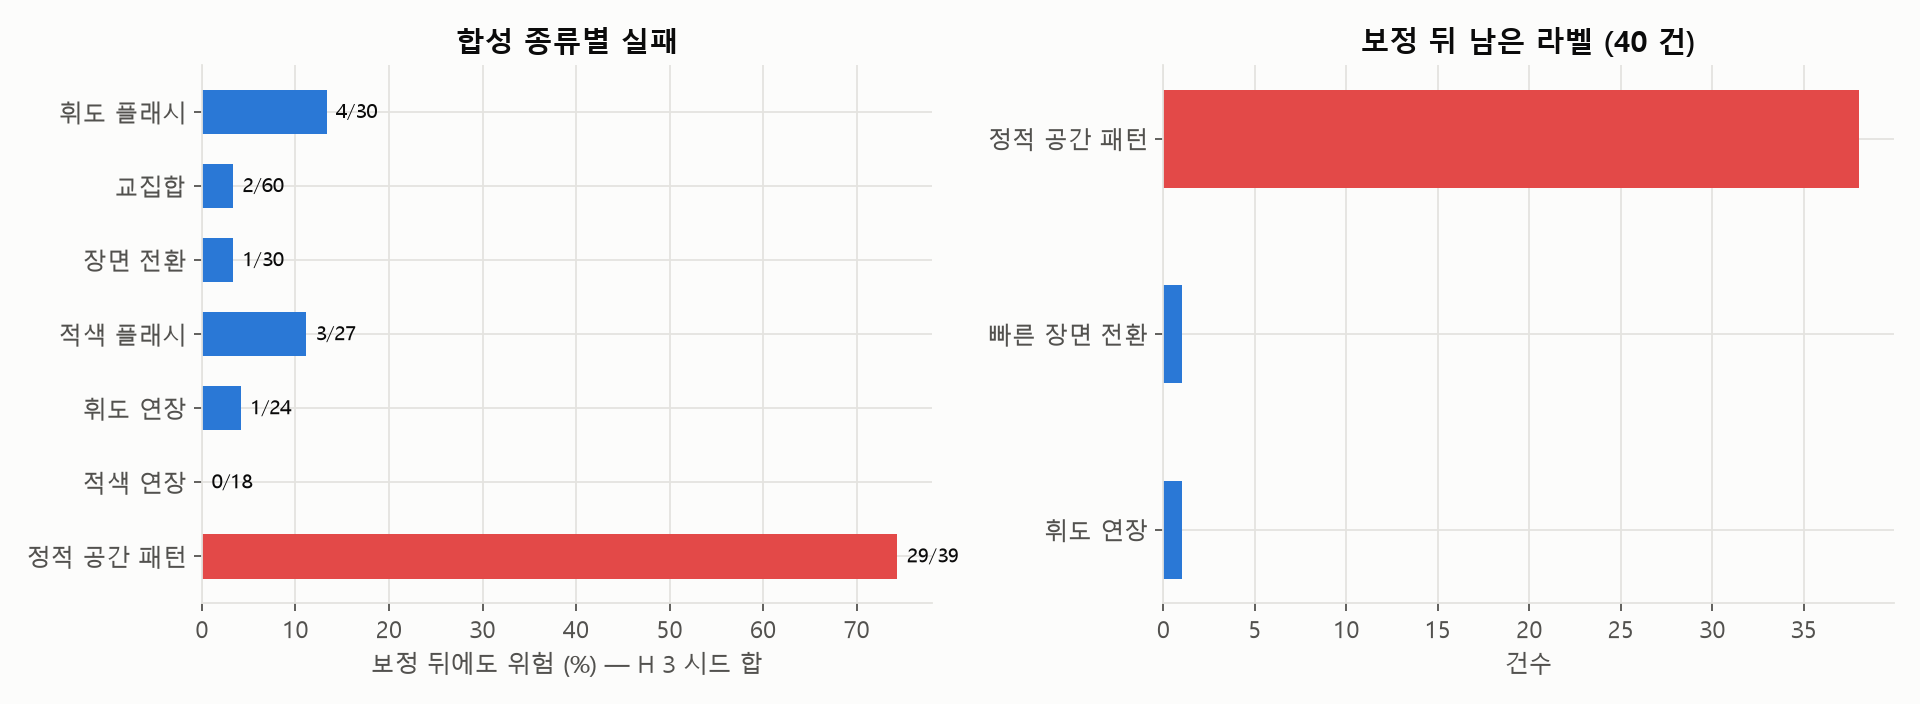 합성 종류별 실패
휘도 플래시
4/30
교집합
2/60
장면 전환
1/30
적색 플래시
3/27
휘도 연장
1/24
적색 연장
0/18
정적 공간 패턴
29/39
0 10 20 30 40 50 60 70
보정 뒤에도 위험 (%) — H 3 시드 합
보정 뒤 남은 라벨 (40 건)
정적 공간 패턴
빠른 장면 전환
휘도 연장
0 5 10 15 20 25 30 35
건수